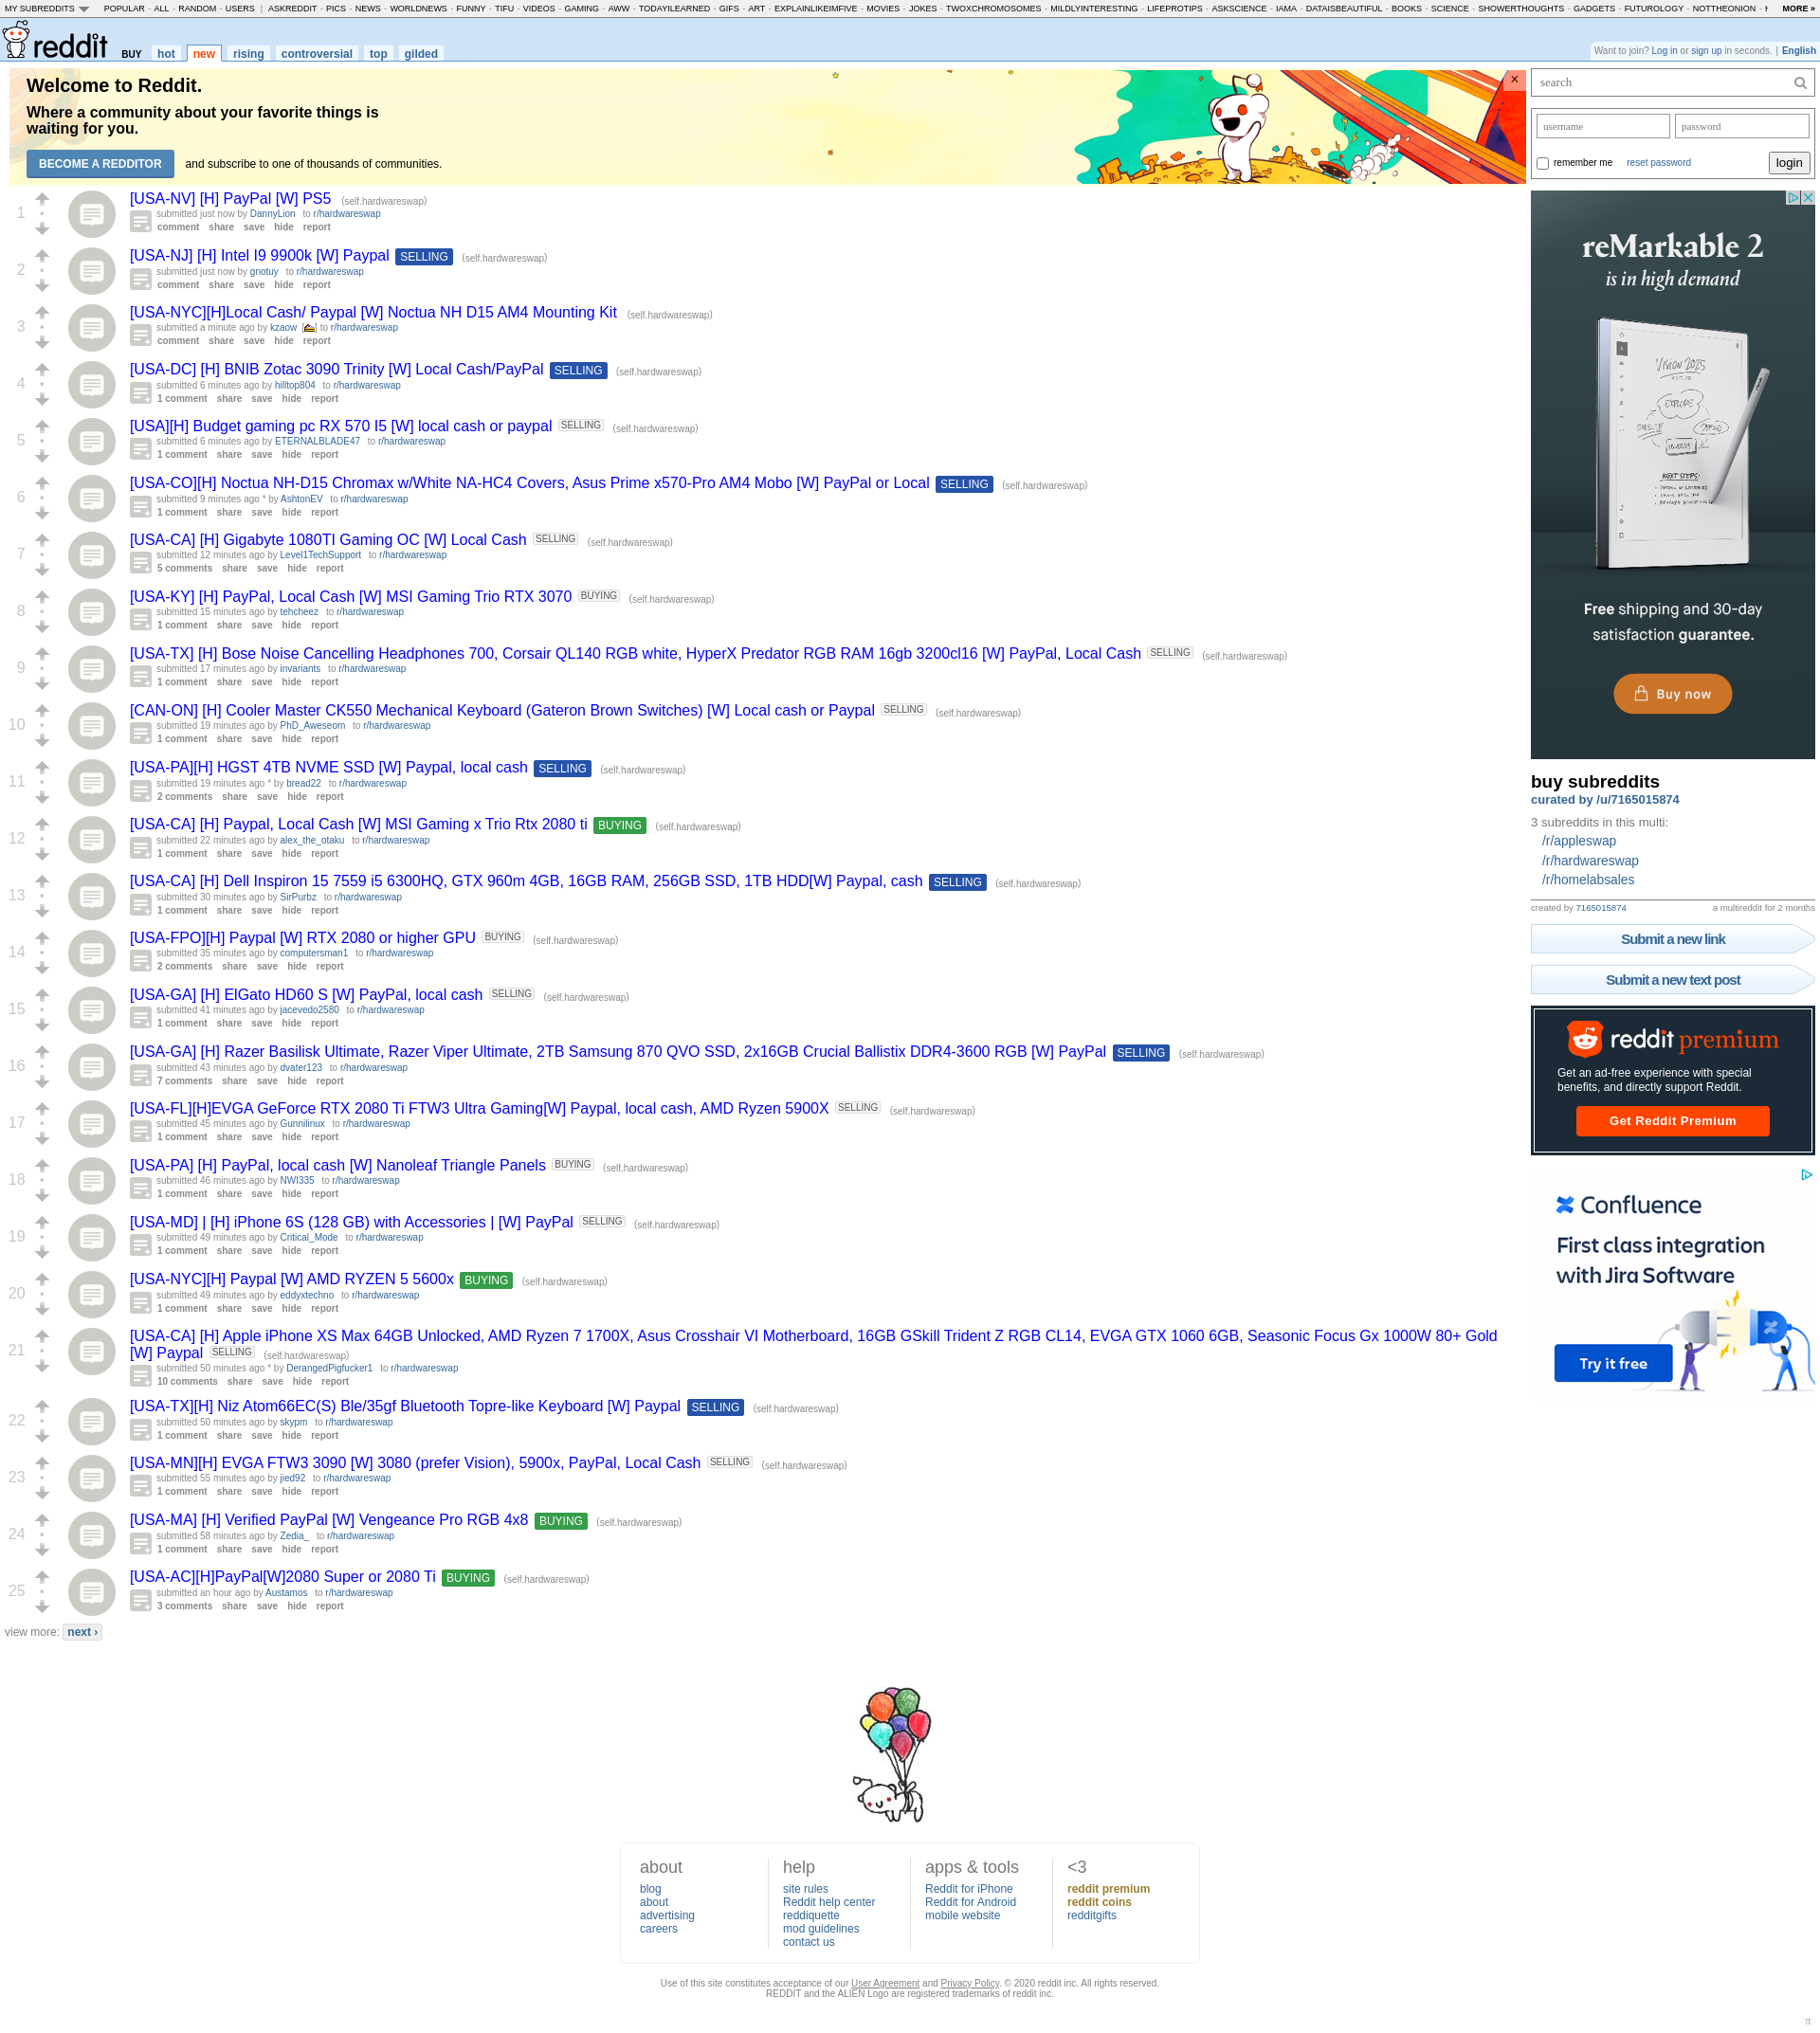 MY SUBREDDITS POPULAR - ALL - RANDOM - USERS | ASKREDDIT - PICS - NEWS - WORLDNEWS - FUNNY - TIFU - VIDEOS - GAMING - AWW - TODAYILEARNED - GIFS - ART - EXPLAINLIKEIMFIVE - MOVIES - JOKES - TWOXCHROMOSOMES - MILDLYINTERESTING - LIFEPROTIPS - ASKSCIENCE - IAMA - DATAISBEAUTIFUL - BOOKS - SCIENCE - SHOWERTHOUGHTS - GADGETS - FUTUROLOGY - NOTTHEONION - MORE »
reddit BUY hot new rising controversial top gilded
Want to join? Log in or sign up in seconds. | English
Welcome to Reddit.
Where a community about your favorite things is
waiting for you.
BECOME A REDDITOR and subscribe to one of thousands of communities.
1
[USA-NV] [H] PayPal [W] PS5 (self.hardwareswap)
submitted just now by DannyLion to r/hardwareswap
comment share save hide report
2
[USA-NJ] [H] Intel I9 9900k [W] Paypal SELLING (self.hardwareswap)
submitted just now by gnotuy to r/hardwareswap
comment share save hide report
3
[USA-NYC][H]Local Cash/ Paypal [W] Noctua NH D15 AM4 Mounting Kit (self.hardwareswap)
submitted a minute ago by kzaow [] to r/hardwareswap
comment share save hide report
4
[USA-DC] [H] BNIB Zotac 3090 Trinity [W] Local Cash/PayPal SELLING (self.hardwareswap)
submitted 6 minutes ago by hilltop804 to r/hardwareswap
1 comment share save hide report
5
[USA][H] Budget gaming pc RX 570 I5 [W] local cash or paypal SELLING (self.hardwareswap)
submitted 6 minutes ago by ETERNALBLADE47 to r/hardwareswap
1 comment share save hide report
6
[USA-CO][H] Noctua NH-D15 Chromax w/White NA-HC4 Covers, Asus Prime x570-Pro AM4 Mobo [W] PayPal or Local SELLING (self.hardwareswap)
submitted 9 minutes ago * by AshtonEV to r/hardwareswap
1 comment share save hide report
7
[USA-CA] [H] Gigabyte 1080TI Gaming OC [W] Local Cash SELLING (self.hardwareswap)
submitted 12 minutes ago by Level1TechSupport to r/hardwareswap
5 comments share save hide report
8
[USA-KY] [H] PayPal, Local Cash [W] MSI Gaming Trio RTX 3070 BUYING (self.hardwareswap)
submitted 15 minutes ago by tehcheez to r/hardwareswap
1 comment share save hide report
9
[USA-TX] [H] Bose Noise Cancelling Headphones 700, Corsair QL140 RGB white, HyperX Predator RGB RAM 16gb 3200cl16 [W] PayPal, Local Cash SELLING (self.hardwareswap)
submitted 17 minutes ago by invariants to r/hardwareswap
1 comment share save hide report
10
[CAN-ON] [H] Cooler Master CK550 Mechanical Keyboard (Gateron Brown Switches) [W] Local cash or Paypal SELLING (self.hardwareswap)
submitted 19 minutes ago by PhD_Aweseom to r/hardwareswap
1 comment share save hide report
11
[USA-PA][H] HGST 4TB NVME SSD [W] Paypal, local cash SELLING (self.hardwareswap)
submitted 19 minutes ago * by bread22 to r/hardwareswap
2 comments share save hide report
12
[USA-CA] [H] Paypal, Local Cash [W] MSI Gaming x Trio Rtx 2080 ti BUYING (self.hardwareswap)
submitted 22 minutes ago by alex_the_otaku to r/hardwareswap
1 comment share save hide report
13
[USA-CA] [H] Dell Inspiron 15 7559 i5 6300HQ, GTX 960m 4GB, 16GB RAM, 256GB SSD, 1TB HDD[W] Paypal, cash SELLING (self.hardwareswap)
submitted 30 minutes ago by SirPurbz to r/hardwareswap
1 comment share save hide report
14
[USA-FPO][H] Paypal [W] RTX 2080 or higher GPU BUYING (self.hardwareswap)
submitted 35 minutes ago by computersman1 to r/hardwareswap
2 comments share save hide report
15
[USA-GA] [H] ElGato HD60 S [W] PayPal, local cash SELLING (self.hardwareswap)
submitted 41 minutes ago by jacevedo2580 to r/hardwareswap
1 comment share save hide report
16
[USA-GA] [H] Razer Basilisk Ultimate, Razer Viper Ultimate, 2TB Samsung 870 QVO SSD, 2x16GB Crucial Ballistix DDR4-3600 RGB [W] PayPal SELLING (self.hardwareswap)
submitted 43 minutes ago by dvater123 to r/hardwareswap
7 comments share save hide report
17
[USA-FL][H]EVGA GeForce RTX 2080 Ti FTW3 Ultra Gaming[W] Paypal, local cash, AMD Ryzen 5900X SELLING (self.hardwareswap)
submitted 45 minutes ago by Gunnilinux to r/hardwareswap
1 comment share save hide report
18
[USA-PA] [H] PayPal, local cash [W] Nanoleaf Triangle Panels BUYING (self.hardwareswap)
submitted 46 minutes ago by NWI335 to r/hardwareswap
1 comment share save hide report
19
[USA-MD] | [H] iPhone 6S (128 GB) with Accessories | [W] PayPal SELLING (self.hardwareswap)
submitted 49 minutes ago by Critical_Mode to r/hardwareswap
1 comment share save hide report
20
[USA-NYC][H] Paypal [W] AMD RYZEN 5 5600x BUYING (self.hardwareswap)
submitted 49 minutes ago by eddyxtechno to r/hardwareswap
1 comment share save hide report
21
[USA-CA] [H] Apple iPhone XS Max 64GB Unlocked, AMD Ryzen 7 1700X, Asus Crosshair VI Motherboard, 16GB GSkill Trident Z RGB CL14, EVGA GTX 1060 6GB, Seasonic Focus Gx 1000W 80+ Gold
[W] Paypal SELLING (self.hardwareswap)
submitted 50 minutes ago * by DerangedPigfucker1 to r/hardwareswap
10 comments share save hide report
22
[USA-TX][H] Niz Atom66EC(S) Ble/35gf Bluetooth Topre-like Keyboard [W] Paypal SELLING (self.hardwareswap)
submitted 50 minutes ago by skypm to r/hardwareswap
1 comment share save hide report
23
[USA-MN][H] EVGA FTW3 3090 [W] 3080 (prefer Vision), 5900x, PayPal, Local Cash SELLING (self.hardwareswap)
submitted 55 minutes ago by jied92 to r/hardwareswap
1 comment share save hide report
24
[USA-MA] [H] Verified PayPal [W] Vengeance Pro RGB 4x8 BUYING (self.hardwareswap)
submitted 58 minutes ago by Zedia_ to r/hardwareswap
1 comment share save hide report
25
[USA-AC][H]PayPal[W]2080 Super or 2080 Ti BUYING (self.hardwareswap)
submitted an hour ago by Austamos to r/hardwareswap
3 comments share save hide report
view more: next ›
search
username password
remember me reset password login
reMarkable 2
is in high demand
VISION 2025
EXPLORE
INVOLVE
NEXT STEPS:
Free shipping and 30-day
satisfaction guarantee.
Buy now
buy subreddits
curated by /u/7165015874
3 subreddits in this multi:
/r/appleswap
/r/hardwareswap
/r/homelabsales
created by 7165015874 a multireddit for 2 months
Submit a new link
Submit a new text post
reddit premium
Get an ad-free experience with special
benefits, and directly support Reddit.
Get Reddit Premium
Confluence
First class integration
with Jira Software
Try it free
about
blog
about
advertising
careers
help
site rules
Reddit help center
reddiquette
mod guidelines
contact us
apps & tools
Reddit for iPhone
Reddit for Android
mobile website
<3
reddit premium
reddit coins
redditgifts
Use of this site constitutes acceptance of our User Agreement and Privacy Policy. © 2020 reddit inc. All rights reserved.
REDDIT and the ALIEN Logo are registered trademarks of reddit inc.
π